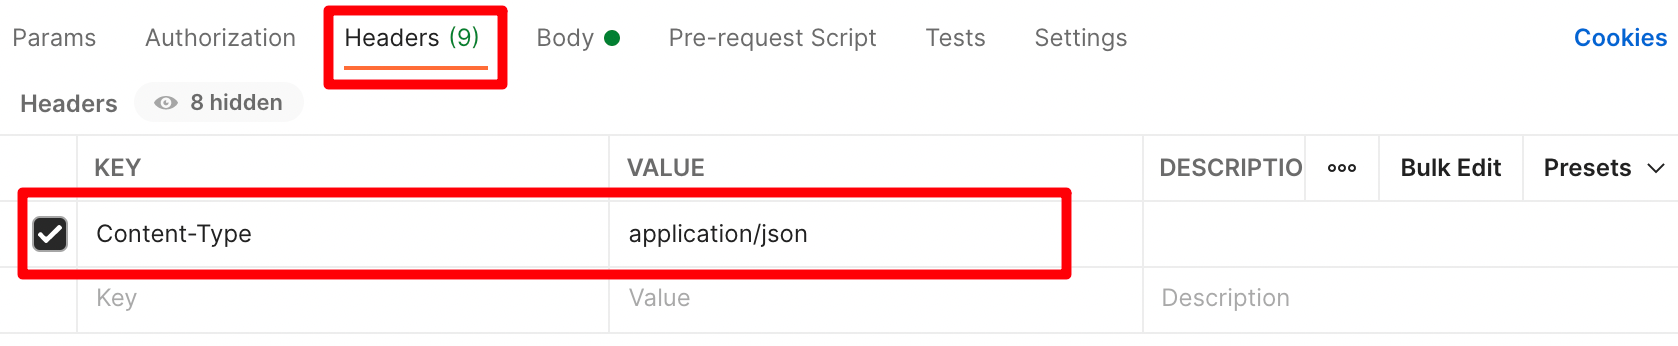 Params Authorization Headers (9) Body Pre-request Script Tests Settings Cookies
Headers 8 hidden
KEY VALUE DESCRIPTIO ooo Bulk Edit Presets
Content-Type application/json
Key Value Description